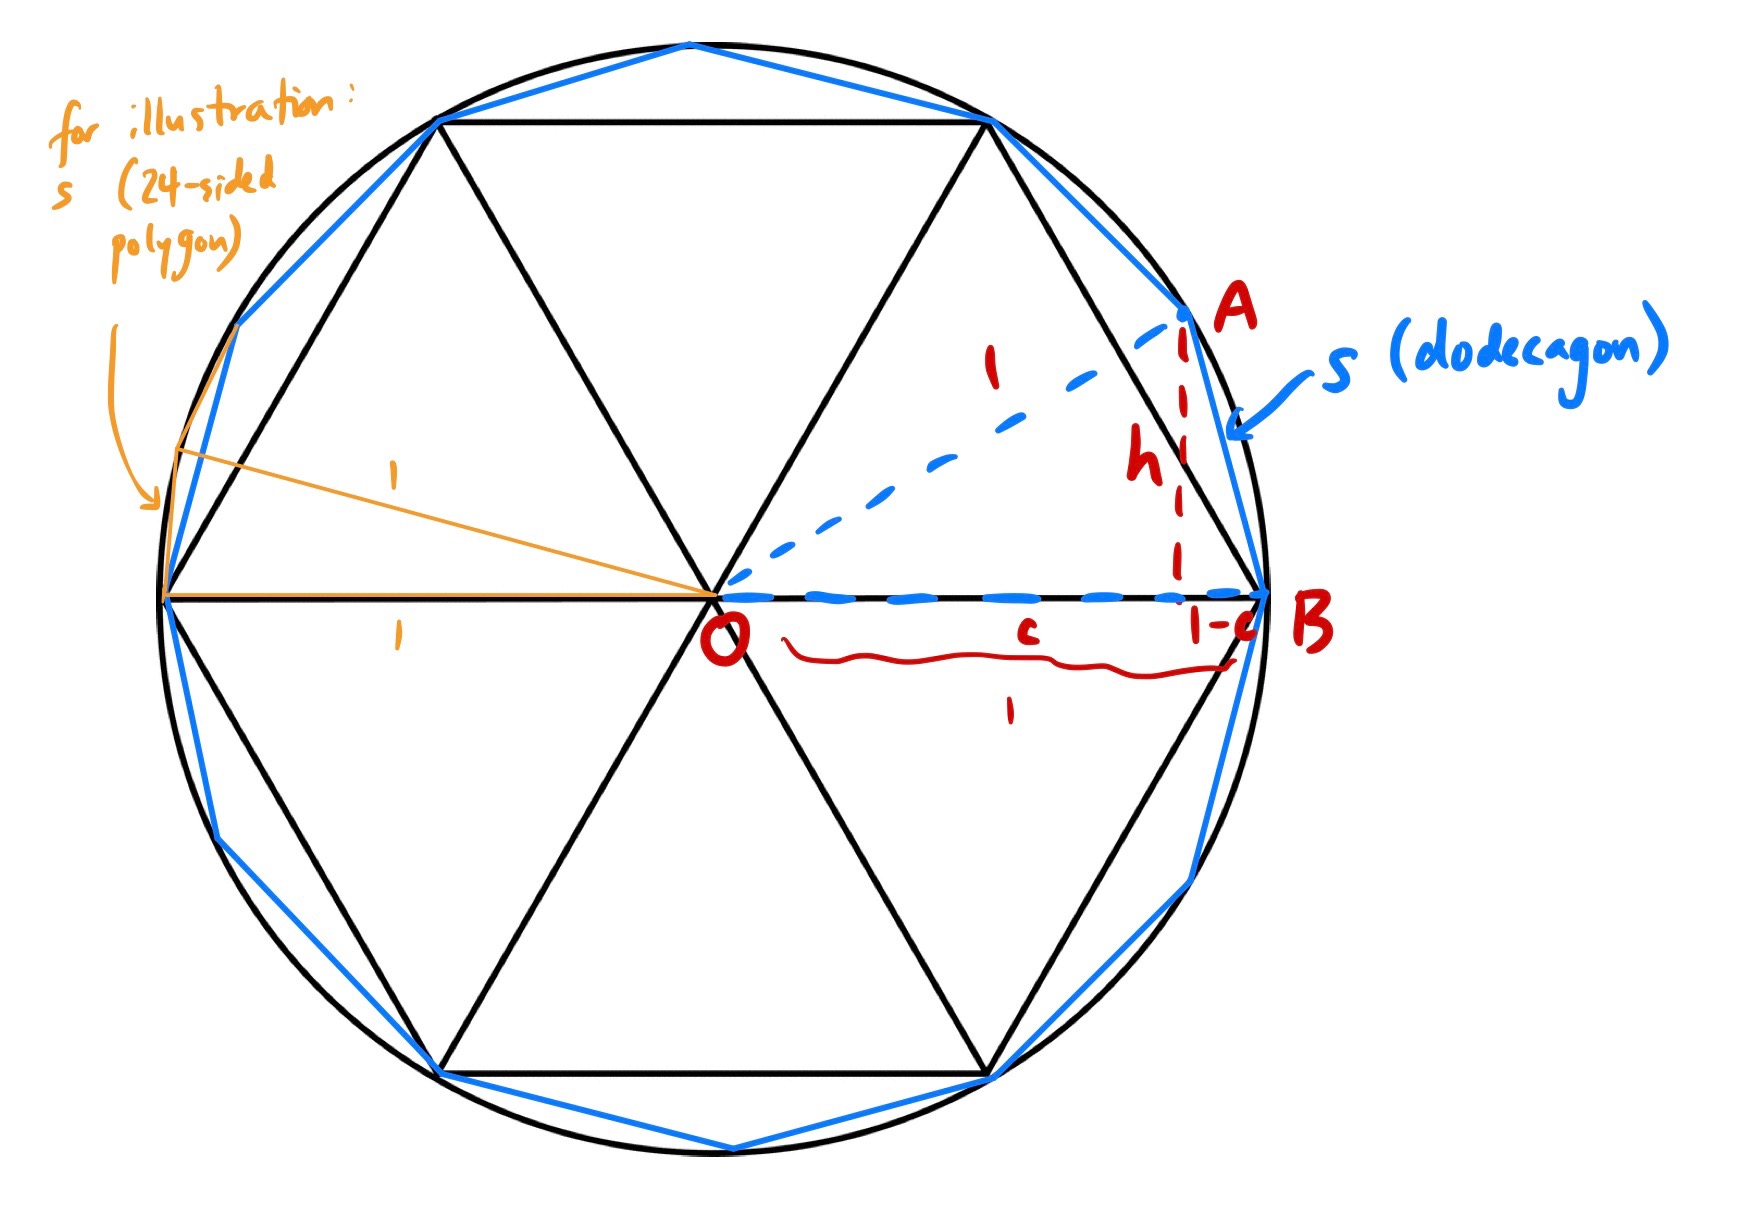 for illustration:
s (24-sided
polygon)
A
s (dodecagon)
1
h
1
1
O
c
1-c
B
1